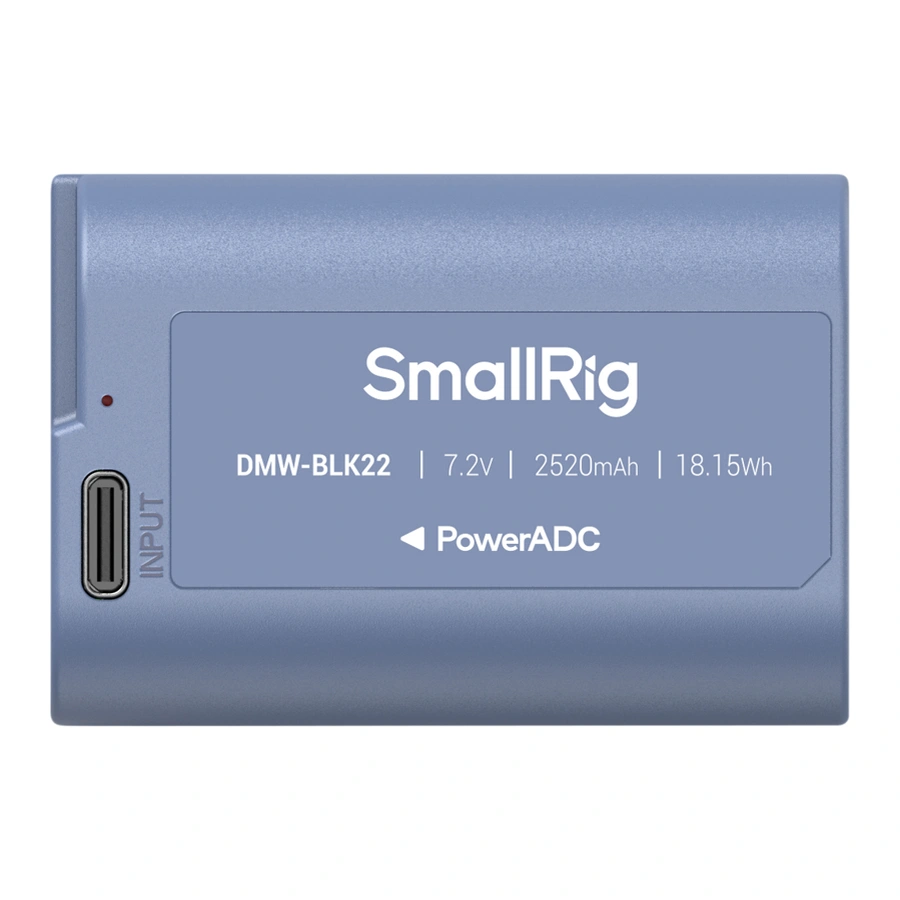 SmallRig
DMW-BLK22 | 7.2V | 2520mAh | 18.15Wh
◀ PowerADC
INPUT